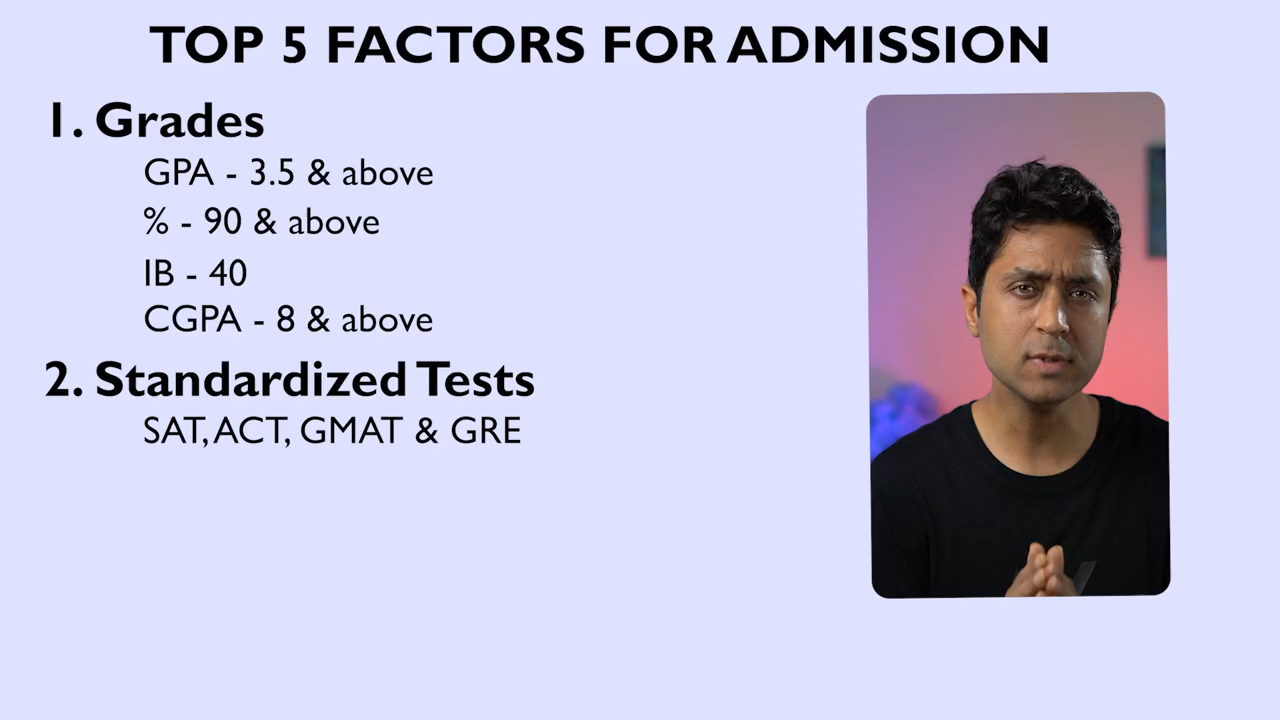 TOP 5 FACTORS FOR ADMISSION
1. Grades
GPA - 3.5 & above
% - 90 & above
IB - 40
CGPA - 8 & above
2. Standardized Tests
SAT, ACT, GMAT & GRE